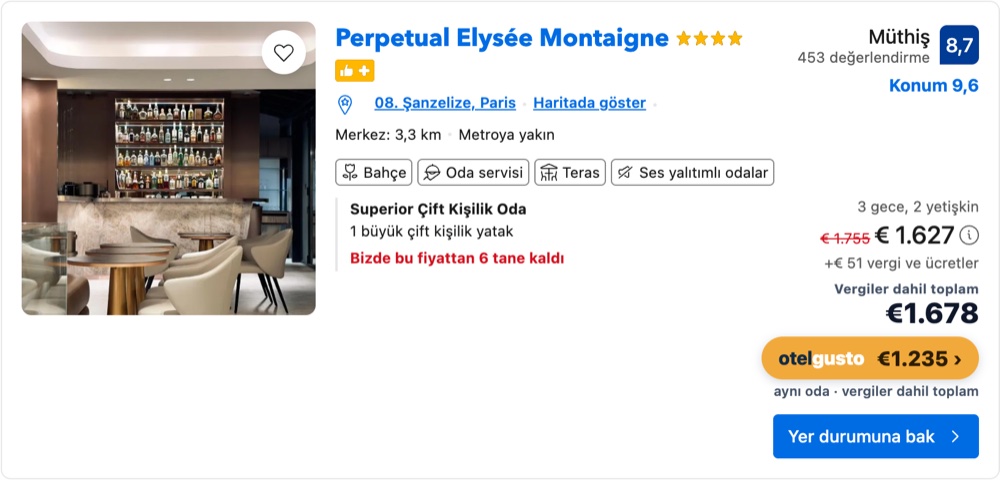 Perpetual Elysée Montaigne
08. Şanzelize, Paris · Haritada göster ·
Merkez: 3,3 km · Metroya yakın
Bahçe Oda servisi Teras Ses yalıtımlı odalar
Superior Çift Kişilik Oda
1 büyük çift kişilik yatak
Bizde bu fiyattan 6 tane kaldı
Müthiş 8,7
453 değerlendirme
Konum 9,6
3 gece, 2 yetişkin
€ 1.755 € 1.627
+€ 51 vergi ve ücretler
Vergiler dahil toplam
€1.678
otelgusto €1.235 ›
aynı oda · vergiler dahil toplam
Yer durumuna bak